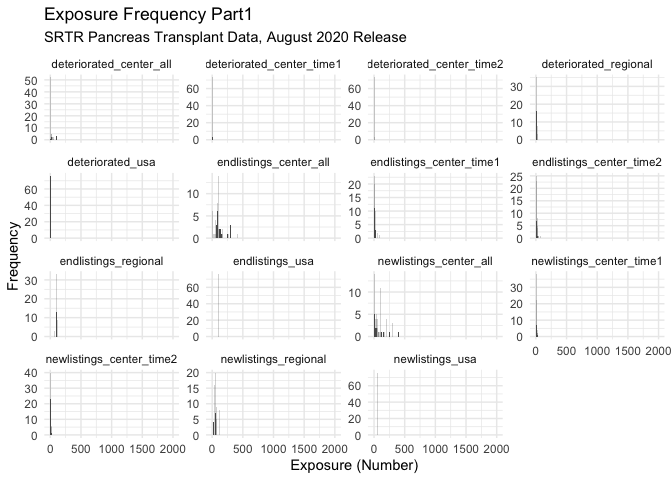 Exposure Frequency Part1
SRTR Pancreas Transplant Data, August 2020 Release
deteriorated_center_all
deteriorated_center_time1
deteriorated_center_time2
deteriorated_regional
50
40
30
20
10
0
60
40
20
0
60
40
20
0
30
20
10
0
deteriorated_usa
endlistings_center_all
endlistings_center_time1
endlistings_center_time2
60
40
20
0
10
5
0
20
15
10
5
0
25
20
15
10
5
0
Frequency
endlistings_regional
endlistings_usa
newlistings_center_all
newlistings_center_time1
30
20
10
0
80
60
40
20
0
10
5
0
30
20
10
0
0 500 1000 1500 2000
newlistings_center_time2
newlistings_regional
newlistings_usa
40
30
20
10
0
20
15
10
5
0
60
40
20
0
0 500 1000 1500 2000
0 500 1000 1500 2000
0 500 1000 1500 2000
Exposure (Number)